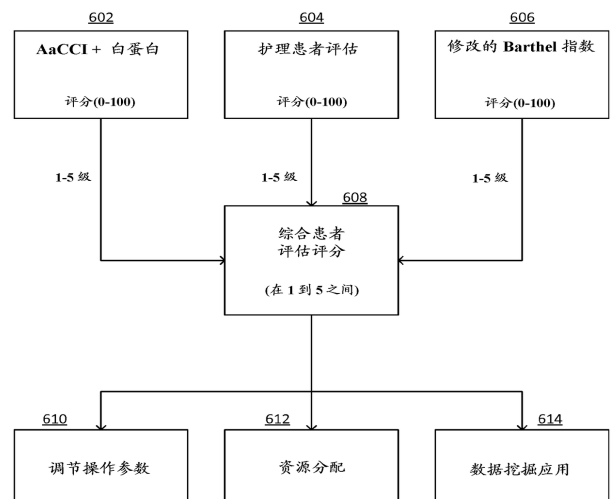 602
604
606
AaCCI + 白蛋白
护理患者评估
修改的 Barthel 指数
评分(0-100)
评分(0-100)
评分(0-100)
1-5 级
1-5 级
1-5 级
608
综合患者
评估评分
(在 1 到 5 之间)
610
612
614
调节操作参数
资源分配
数据挖掘应用